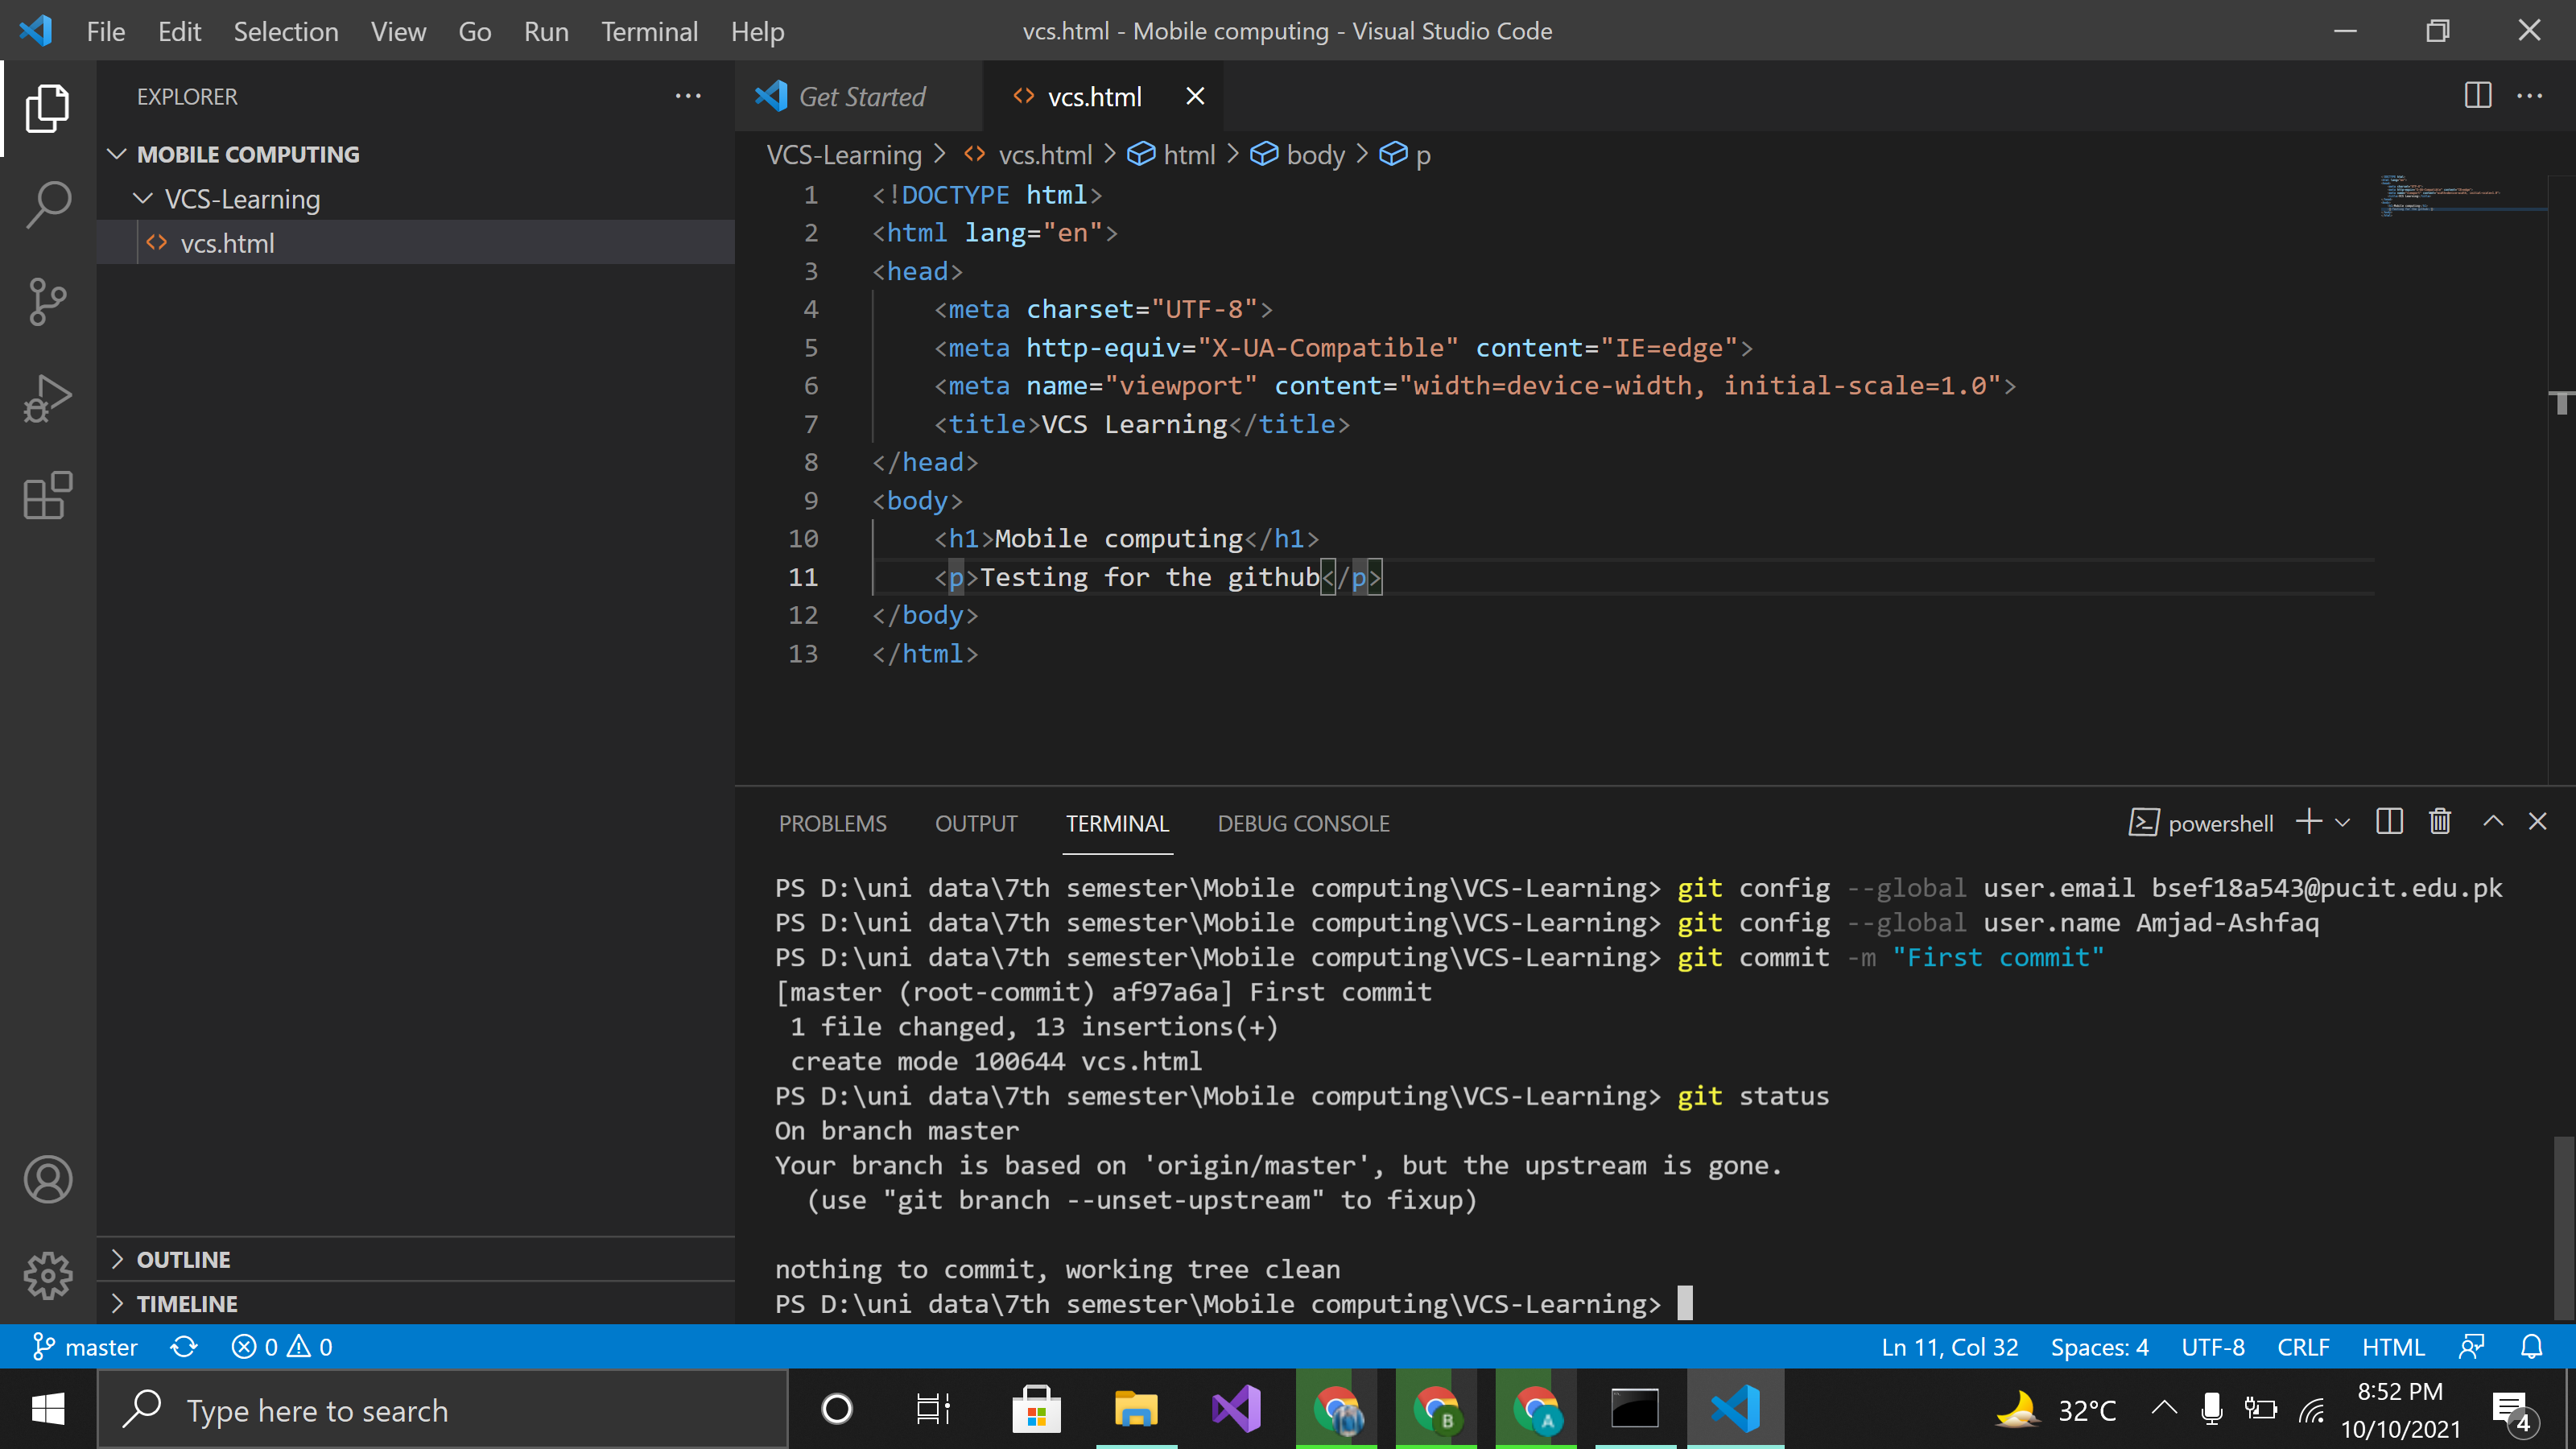 File Edit Selection View Go Run Terminal Help
vcs.html - Mobile computing - Visual Studio Code
EXPLORER
MOBILE COMPUTING
VCS-Learning
vcs.html
OUTLINE
TIMELINE
Get Started
vcs.html
VCS-Learning > vcs.html > html > body > p
1 <!DOCTYPE html>
2 <html lang="en">
3 <head>
4 <meta charset="UTF-8">
5 <meta http-equiv="X-UA-Compatible" content="IE=edge">
6 <meta name="viewport" content="width=device-width, initial-scale=1.0">
7 <title>VCS Learning</title>
8 </head>
9 <body>
10 <h1>Mobile computing</h1>
11 <p>Testing for the github</p>
12 </body>
13 </html>
PROBLEMS OUTPUT TERMINAL DEBUG CONSOLE
powershell
PS D:\uni data\7th semester\Mobile computing\VCS-Learning> git config --global user.email bsef18a543@pucit.edu.pk
PS D:\uni data\7th semester\Mobile computing\VCS-Learning> git config --global user.name Amjad-Ashfaq
PS D:\uni data\7th semester\Mobile computing\VCS-Learning> git commit -m "First commit"
[master (root-commit) af97a6a] First commit
1 file changed, 13 insertions(+)
create mode 100644 vcs.html
PS D:\uni data\7th semester\Mobile computing\VCS-Learning> git status
On branch master
Your branch is based on 'origin/master', but the upstream is gone.
(use "git branch --unset-upstream" to fixup)
nothing to commit, working tree clean
PS D:\uni data\7th semester\Mobile computing\VCS-Learning>
master 0 0
Ln 11, Col 32 Spaces: 4 UTF-8 CRLF HTML
Type here to search
B
A
32°C
8:52 PM
10/10/2021
4